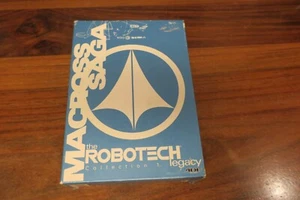 MACROSS
SAGA
the
ROBOTECH
legacy
Collection 1